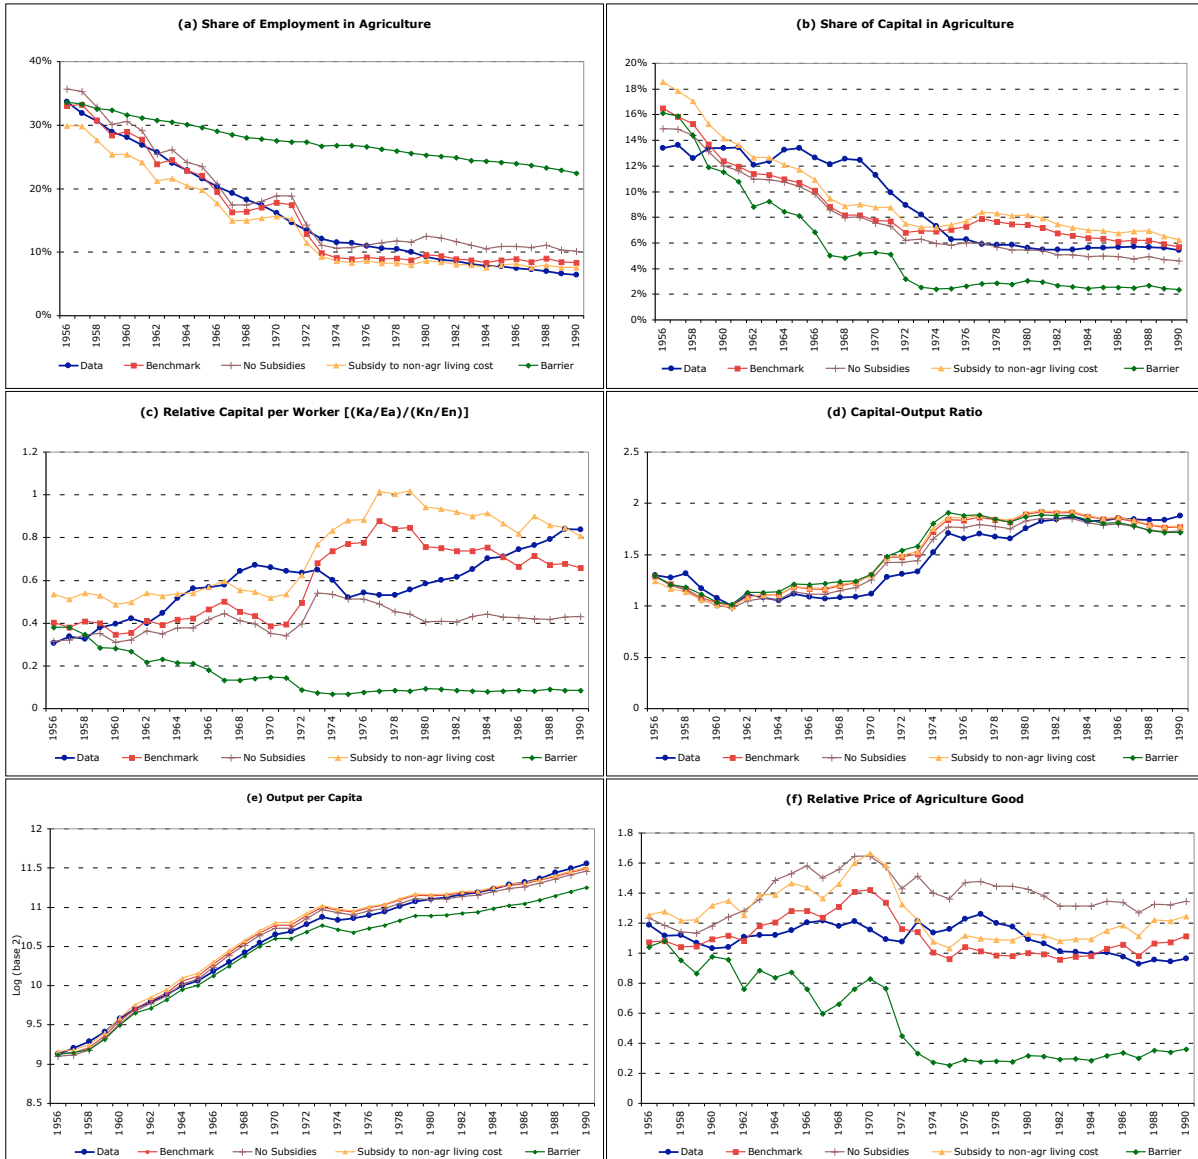 (a) Share of Employment in Agriculture
40%
30%
20%
10%
0%
1956 1958 1960 1962 1964 1966 1968 1970 1972 1974 1976 1978 1980 1982 1984 1986 1988 1990
Data Benchmark No Subsidies Subsidy to non-agr living cost Barrier
(b) Share of Capital in Agriculture
20%
18%
16%
14%
12%
10%
8%
6%
4%
2%
0%
1956 1958 1960 1962 1964 1966 1968 1970 1972 1974 1976 1978 1980 1982 1984 1986 1988 1990
Data Benchmark No Subsidies Subsidy to non-agr living cost Barrier
(c) Relative Capital per Worker [(Ka/Ea)/(Kn/En)]
1.2
1
0.8
0.6
0.4
0.2
0
1956 1958 1960 1962 1964 1966 1968 1970 1972 1974 1976 1978 1980 1982 1984 1986 1988 1990
Data Benchmark No Subsidies Subsidy to non-agr living cost Barrier
(d) Capital-Output Ratio
2.5
2
1.5
1
0.5
0
1956 1958 1960 1962 1964 1966 1968 1970 1972 1974 1976 1978 1980 1982 1984 1986 1988 1990
Data Benchmark No Subsidies Subsidy to non-agr living cost Barrier
(e) Output per Capita
Log (base 2)
12
11.5
11
10.5
10
9.5
9
8.5
1956 1958 1960 1962 1964 1966 1968 1970 1972 1974 1976 1978 1980 1982 1984 1986 1988 1990
Data Benchmark No Subsidies Subsidy to non-agr living cost Barrier
(f) Relative Price of Agriculture Good
1.8
1.6
1.4
1.2
1
0.8
0.6
0.4
0.2
0
1956 1958 1960 1962 1964 1966 1968 1970 1972 1974 1976 1978 1980 1982 1984 1986 1988 1990
Data Benchmark No Subsidies Subsidy to non-agr living cost Barrier